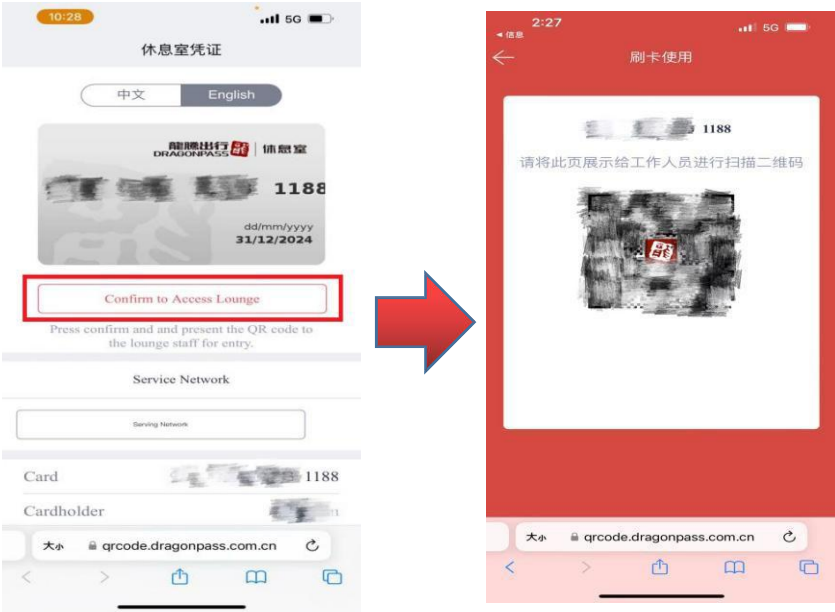 10:28
5G
休息室凭证
中文
English
龍騰出行
DRAGONPASS
休息室
1188
dd/mm/yyyy
31/12/2024
Confirm to Access Lounge
Press confirm and and present the QR code to
the lounge staff for entry.
Service Network
Serving Network
Card
1188
Cardholder
大小
qrcode.dragonpass.com.cn
2:27
5G
信息
刷卡使用
1188
请将此页展示给工作人员进行扫描二维码
大小
qrcode.dragonpass.com.cn